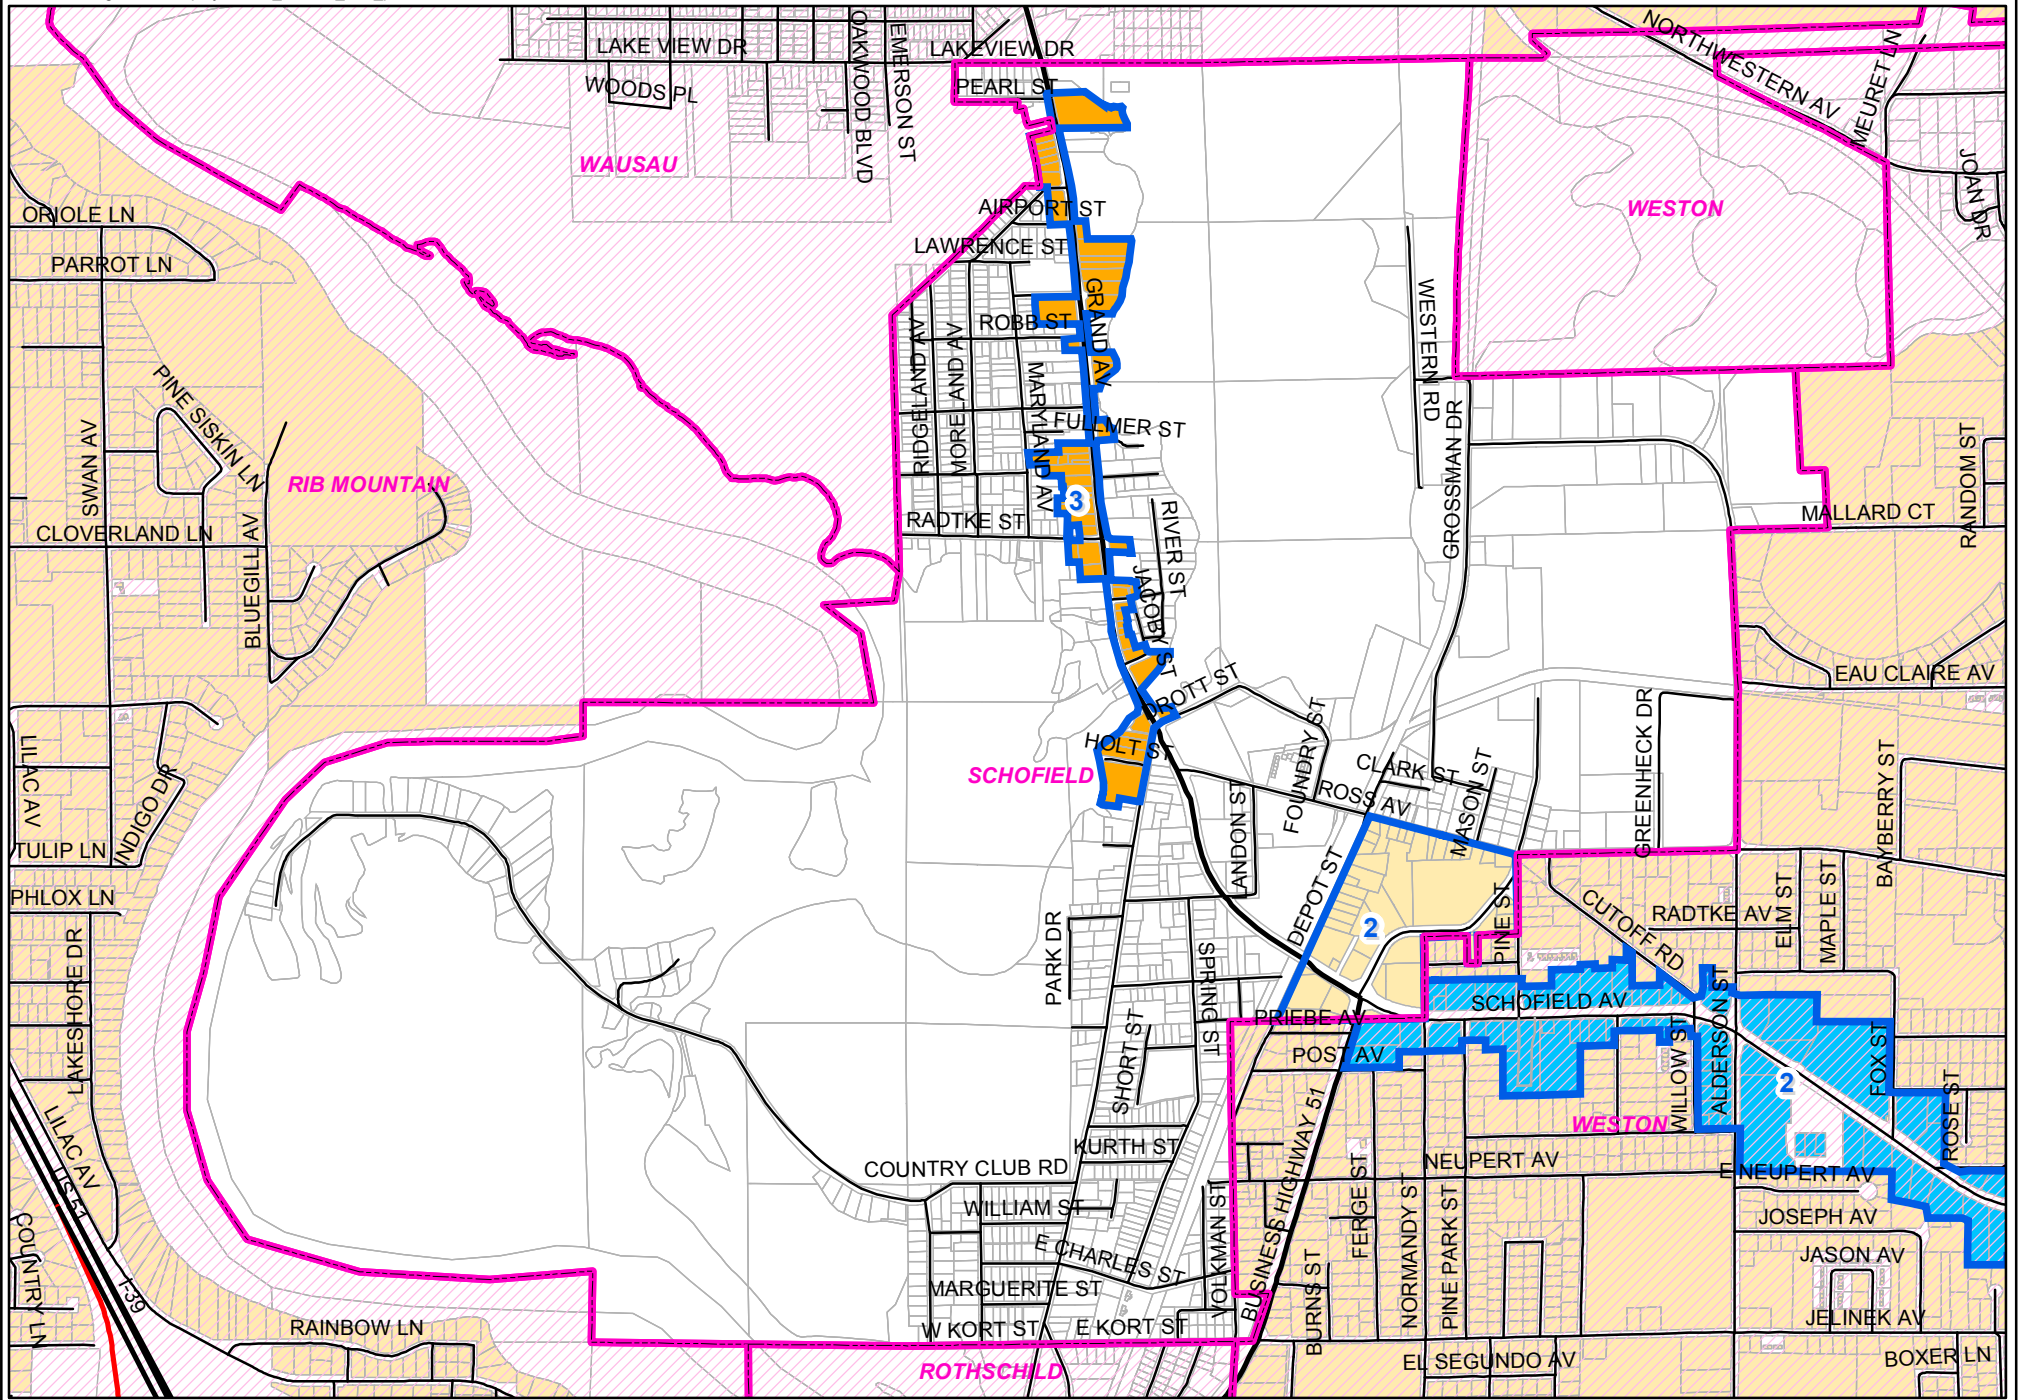 LAKE VIEW DR
OAKWOOD BLVD
EMERSON ST
LAKEVIEW DR
NORTHWESTERN AV
MEURET LN
WOODS PL
PEARL ST
WAUSAU
JOAN DR
ORIOLE LN
AIRPORT ST
WESTON
PARROT LN
LAWRENCE ST
GRAND AV
WESTERN RD
ROBB ST
RIDGELAND AV
MORELAND AV
MARYLAND AV
PINE SISKIN LN
SWAN AV
FULLMER ST
GROSSMAN DR
RANDOM ST
RIB MOUNTAIN
3
CLOVERLAND LN
BLUEGILL AV
RADTKE ST
RIVER ST
MALLARD CT
JACOBY ST
EAU CLAIRE AV
DROTT ST
FOUNDRY ST
GREENHECK DR
LILAC AV
INDIGO DR
HOLT ST
SCHOFIELD
CLARK ST
MASON ST
ROSS AV
BAYBERRY ST
LANDON ST
TULIP LN
PHLOX LN
DEPOT ST
2
PINE ST
CUTOFF RD
RADTKE AV
ELM ST
MAPLE ST
LAKESHORE DR
PARK DR
SPRING ST
SCHOFIELD AV
ALDERSON ST
PRIEBE AV
POST AV
SHORT ST
WILLOW ST
2
FOX ST
ROSE ST
LILAC AV
US 51
I-39
BUSINESS HIGHWAY 51
WESTON
KURTH ST
COUNTRY CLUB RD
NEUPERT AV
E NEUPERT AV
WILLIAM ST
VOLKMAN ST
FERGE ST
NORMANDY ST
PINE PARK ST
JOSEPH AV
COUNTRY LN
E CHARLES ST
JASON AV
MARGUERITE ST
BURNS ST
JELINEK AV
RAINBOW LN
W KORT ST
E KORT ST
ROTHSCHILD
EL SEGUNDO AV
BOXER LN